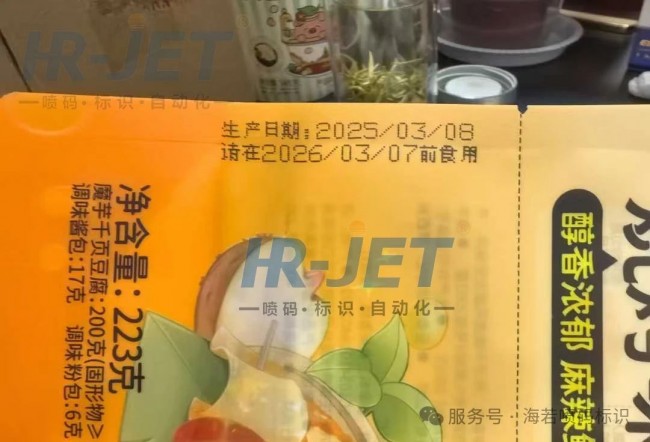 HR-JET
喷码·标识·自动化
生产日期:2025/03/08
请在2026/03/07前食用
净含量:223克
魔芋千页豆腐:200克(固形物≥
调味酱包:17克 调味粉包:6克
HR-JET
喷码·标识·自动化
醇香浓郁 麻辣
服务号·海若喷码标识